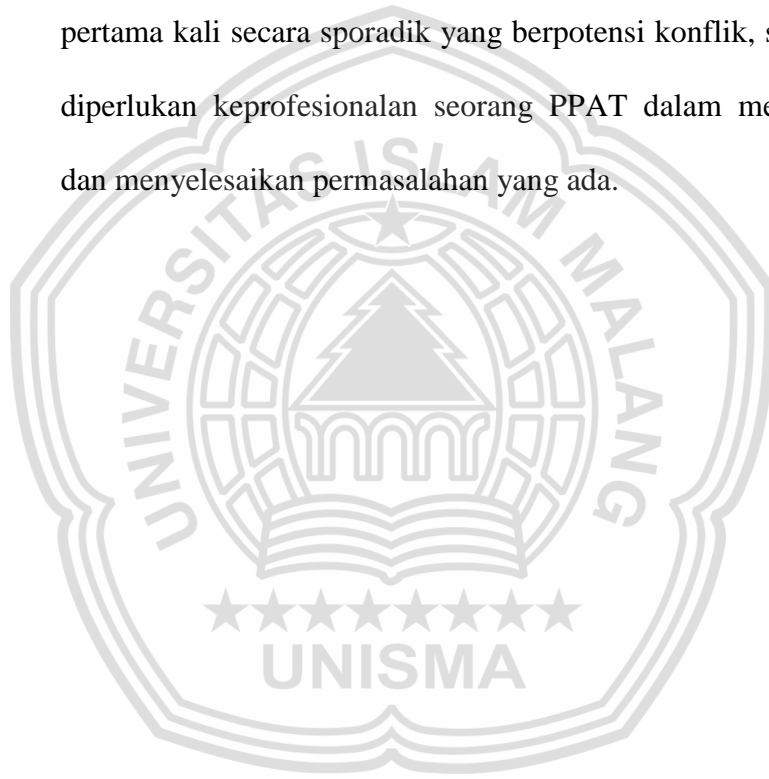 pertama kali secara sporadik yang berpotensi konflik,
diperlukan keprofesionalan seorang PPAT dalam
dan menyelesaikan permasalahan yang ada.
UNIVERSITAS ISLAM MALANG
UNISMA